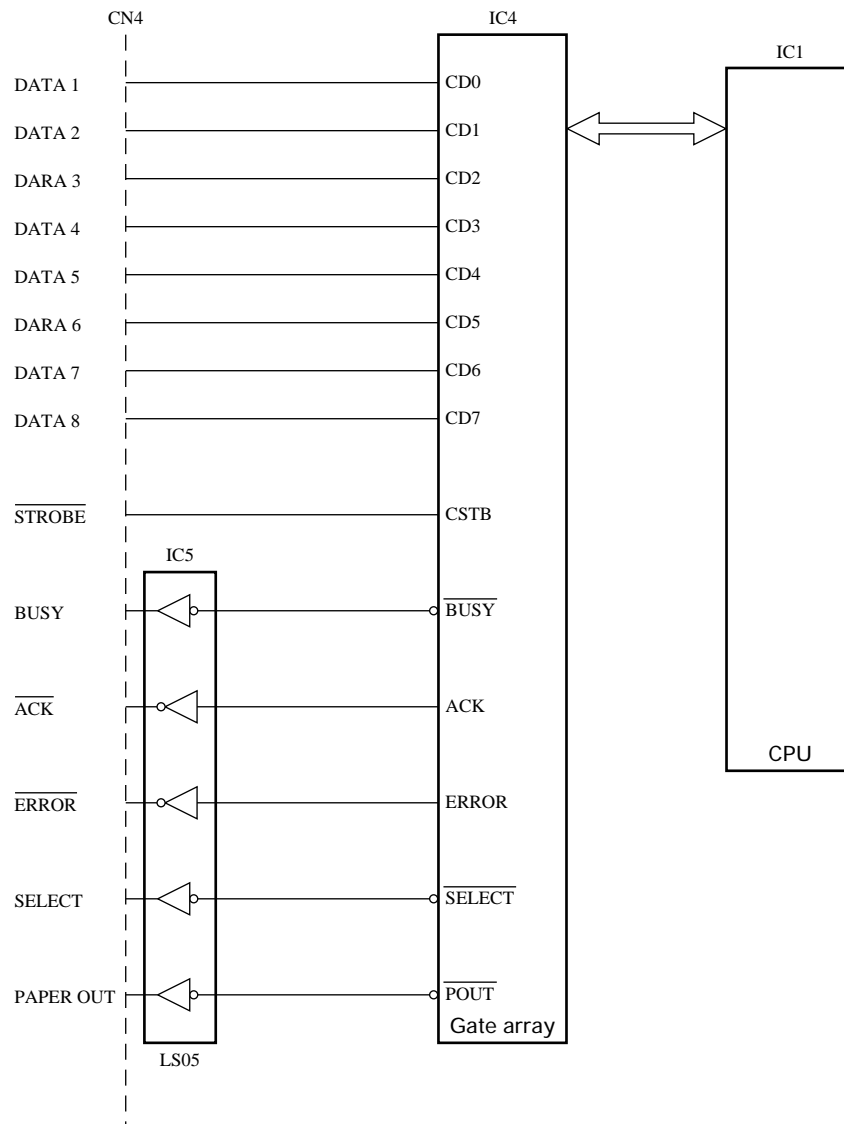 CN4
IC4
IC1
DATA 1
CD0
DATA 2
CD1
DARA 3
CD2
DATA 4
CD3
DATA 5
CD4
DARA 6
CD5
DATA 7
CD6
DATA 8
CD7
STROBE
CSTB
IC5
BUSY
BUSY
ACK
ACK
CPU
ERROR
ERROR
SELECT
SELECT
PAPER OUT
POUT
Gate array
LS05